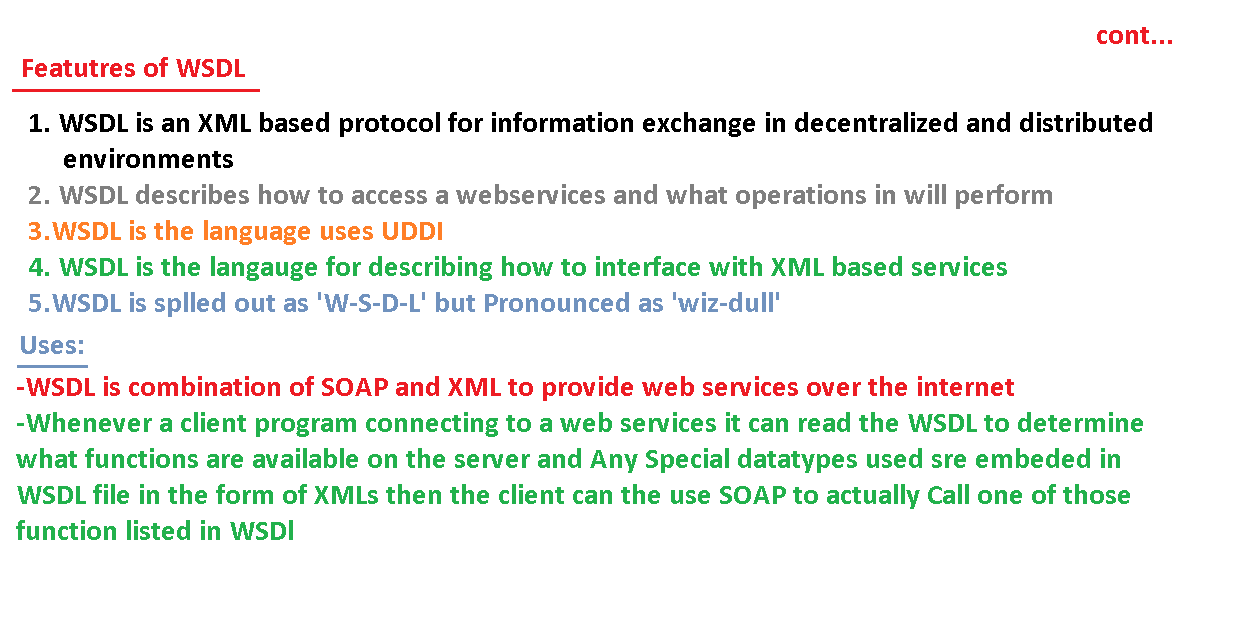 cont...
Featutres of WSDL
1. WSDL is an XML based protocol for information exchange in decentralized and distributed
environments
2. WSDL describes how to access a webservices and what operations in will perform
3.WSDL is the language uses UDDI
4. WSDL is the langauge for describing how to interface with XML based services
5.WSDL is splled out as 'W-S-D-L' but Pronounced as 'wiz-dull'
Uses:
-WSDL is combination of SOAP and XML to provide web services over the internet
-Whenever a client program connecting to a web services it can read the WSDL to determine
what functions are available on the server and Any Special datatypes used sre embeded in
WSDL file in the form of XMLs then the client can the use SOAP to actually Call one of those
function listed in WSDl